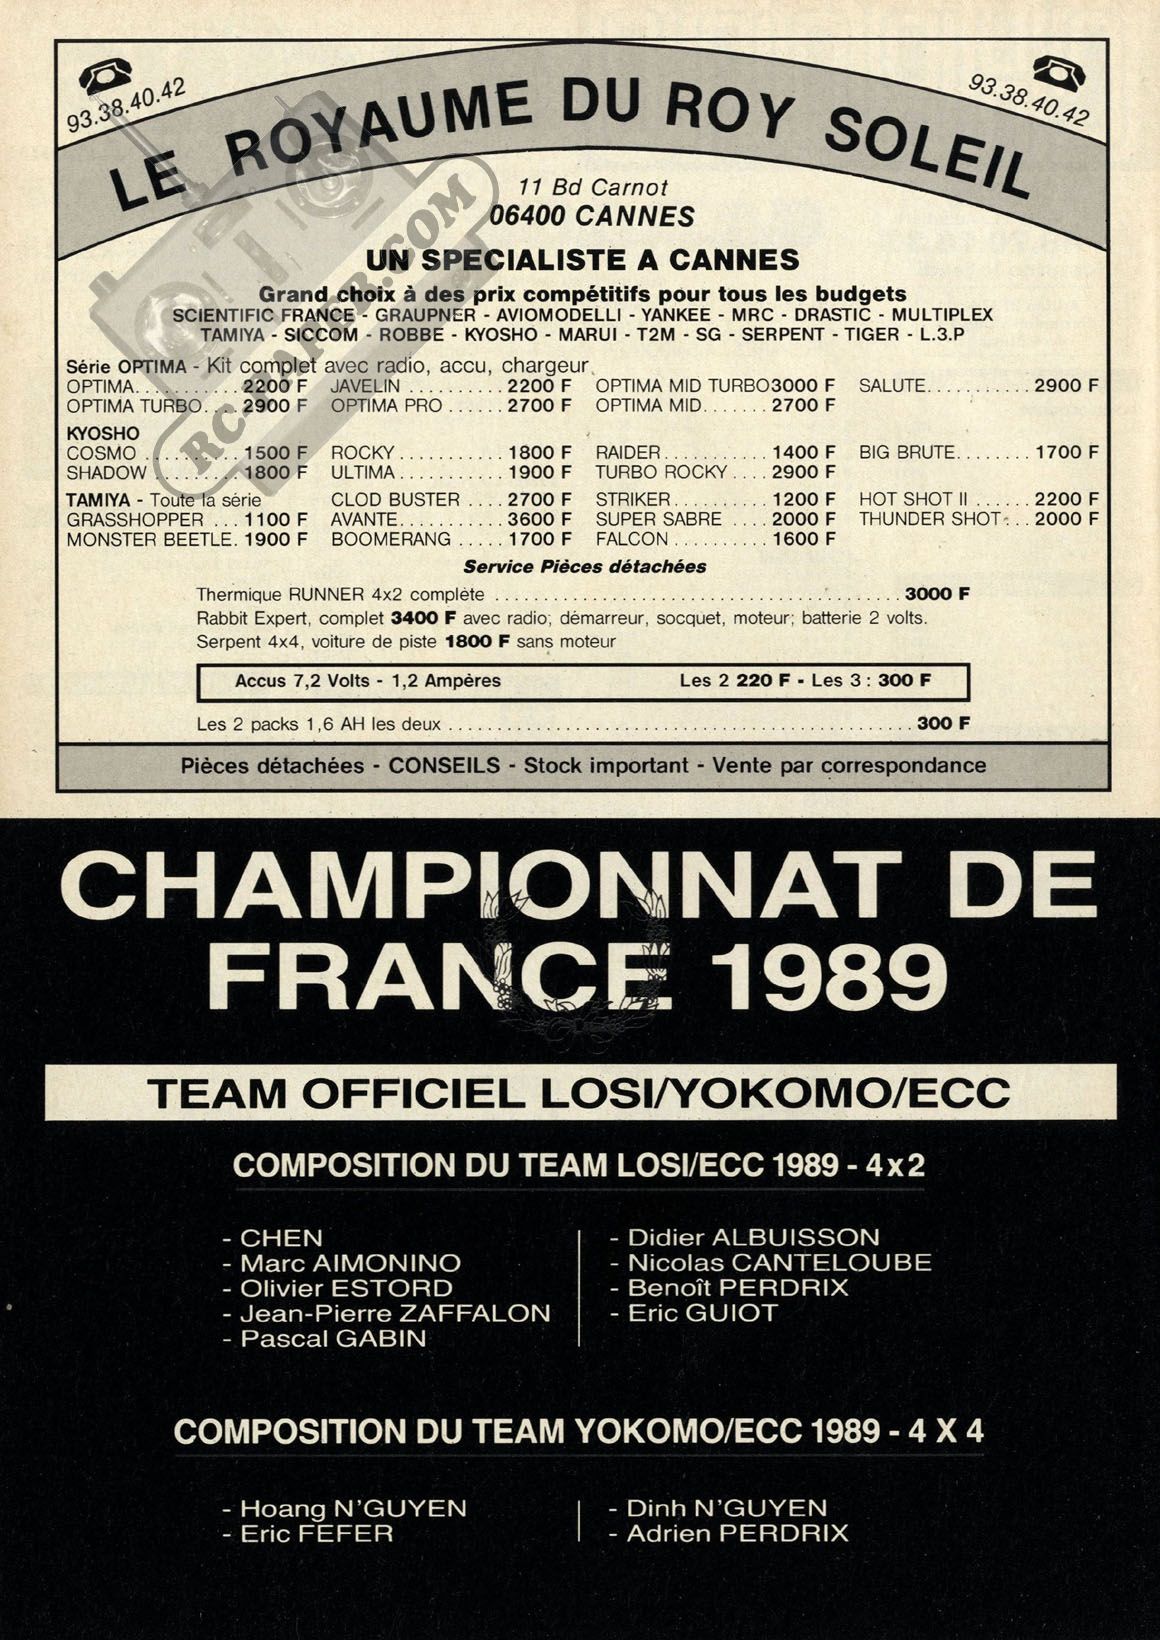 93.38.40.42
93.38.40.42
LE ROYAUME DU ROY SOLEIL
11 Bd Carnot
06400 CANNES
UN SPECIALISTE A CANNES
Grand choix à des prix compétitifs pour tous les budgets
SCIENTIFIC FRANCE - GRAUPNER - AVIOMODELLI - YANKEE - MRC - DRASTIC - MULTIPLEX
TAMIYA - SICCOM - ROBBE - KYOSHO - MARUI - T2M - SG - SERPENT - TIGER - L.3.P
RC-PAPER.COM
Série OPTIMA - Kit complet avec radio, accu, chargeur.
OPTIMA. . . . . . . . . . 2200 F JAVELIN . . . . . . . . . 2200 F OPTIMA MID TURBO3000 F SALUTE. . . . . . . . . . 2900 F
OPTIMA TURBO. . . 2900 F OPTIMA PRO . . . . . . 2700 F OPTIMA MID. . . . . . . 2700 F
KYOSHO
COSMO . . . . . . . . . . 1500 F ROCKY. . . . . . . . . . . 1800 F RAIDER. . . . . . . . . . . 1400 F BIG BRUTE. . . . . . . . 1700 F
SHADOW . . . . . . . . . 1800 F ULTIMA. . . . . . . . . . . 1900 F TURBO ROCKY . . . . 2900 F
TAMIYA - Toute la série CLOD BUSTER . . . . 2700 F STRIKER. . . . . . . . . . 1200 F HOT SHOT II . . . . . . 2200 F
GRASSHOPPER . . . 1100 F AVANTE. . . . . . . . . . 3600 F SUPER SABRE . . . . 2000 F THUNDER SHOT. . . 2000 F
MONSTER BEETLE. 1900 F BOOMERANG . . . . . 1700 F FALCON. . . . . . . . . . 1600 F
Service Pièces détachées
Thermique RUNNER 4x2 complète . . . . . . . . . . . . . . . . . . . . . . . . . . . . . . . . . . . . . 3000 F
Rabbit Expert, complet 3400 F avec radio; démarreur, socquet, moteur; batterie 2 volts.
Serpent 4x4, voiture de piste 1800 F sans moteur
Accus 7,2 Volts - 1,2 Ampères Les 2 220 F - Les 3 : 300 F
Les 2 packs 1,6 AH les deux . . . . . . . . . . . . . . . . . . . . . . . . . . . . . . . . . . . . . . . . . . 300 F
Pièces détachées - CONSEILS - Stock important - Vente par correspondance
CHAMPIONNAT DE
FRANCE 1989
TEAM OFFICIEL LOSI/YOKOMO/ECC
COMPOSITION DU TEAM LOSI/ECC 1989 - 4x2
- CHEN
- Marc AIMONINO
- Olivier ESTORD
- Jean-Pierre ZAFFALON
- Pascal GABIN
- Didier ALBUISSON
- Nicolas CANTELOUBE
- Benoît PERDRIX
- Eric GUIOT
COMPOSITION DU TEAM YOKOMO/ECC 1989 - 4 X 4
- Hoang N'GUYEN
- Eric FEFER
- Dinh N'GUYEN
- Adrien PERDRIX